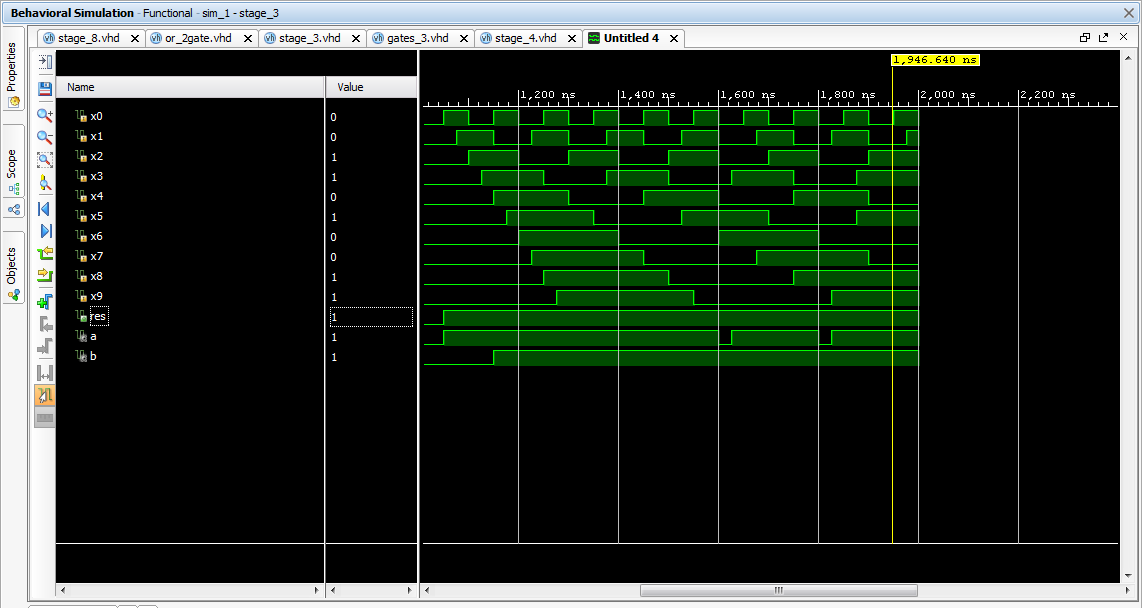 Behavioral Simulation - Functional - sim_1 - stage_3
Properties
Scope
Objects
stage_8.vhd
or_2gate.vhd
stage_3.vhd
gates_3.vhd
stage_4.vhd
Untitled 4
Name Value
1,946.640 ns
1,200 ns 1,400 ns 1,600 ns 1,800 ns 2,000 ns 2,200 ns
x0 0
x1 0
x2 1
x3 1
x4 0
x5 1
x6 0
x7 0
x8 1
x9 1
res 1
a 1
b 1